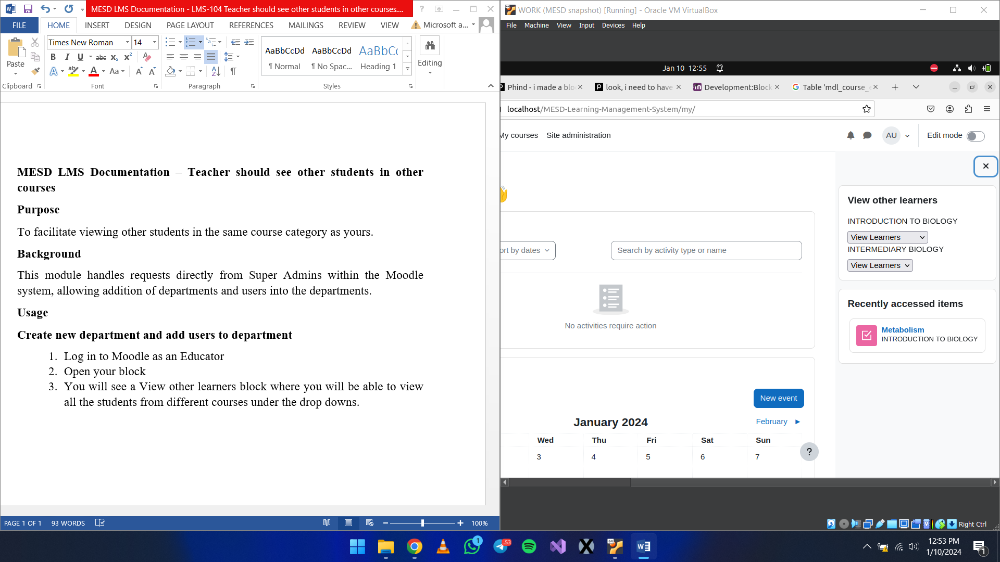 MESD LMS Documentation - LMS-104 Teacher should see other students in other courses....
FILE HOME INSERT DESIGN PAGE LAYOUT REFERENCES MAILINGS REVIEW VIEW Microsoft a...
Times New Roman 14
Paste
AaBbCcDd AaBbCcDd AaBbCc
¶ Normal ¶ No Spac... Heading 1
Editing
Clipboard Font Paragraph Styles
MESD LMS Documentation – Teacher should see other students in other
courses
Purpose
To facilitate viewing other students in the same course category as yours.
Background
This module handles requests directly from Super Admins within the Moodle
system, allowing addition of departments and users into the departments.
Usage
Create new department and add users to department
1. Log in to Moodle as an Educator
2. Open your block
3. You will see a View other learners block where you will be able to view
all the students from different courses under the drop downs.
PAGE 1 OF 1 93 WORDS 100%
WORK (MESD snapshot) [Running] - Oracle VM VirtualBox
File Machine View Input Devices Help
Jan 10 12:55
Phind - i made a blo look, i need to have Development:Block Table 'mdl_course_
localhost/MESD-Learning-Management-System/my/
My courses Site administration AU Edit mode
View other learners
INTRODUCTION TO BIOLOGY
View Learners
INTERMEDIARY BIOLOGY
View Learners
ort by dates Search by activity type or name
No activities require action
Recently accessed items
Metabolism
INTRODUCTION TO BIOLOGY
New event
January 2024 February ►
Wed Thu Fri Sat Sun
3 4 5 6 7
?
Right Ctrl
1 53 64
12:53 PM
1/10/2024
1